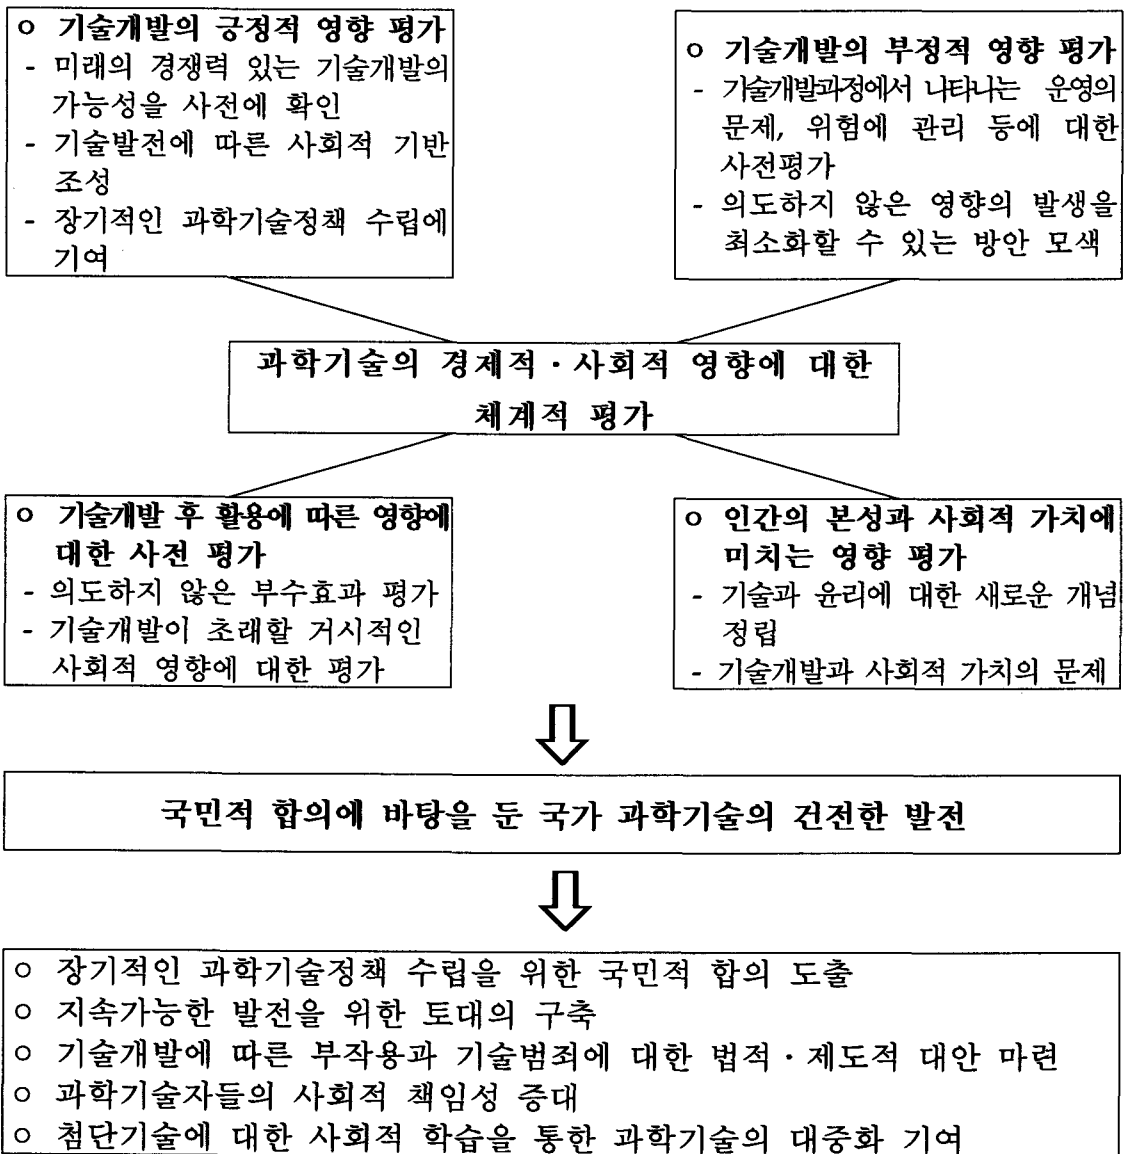 o 기술개발의 긍정적 영향 평가
- 미래의 경쟁력 있는 기술개발의
가능성을 사전에 확인
- 기술발전에 따른 사회적 기반
조성
- 장기적인 과학기술정책 수립에
기여
o 기술개발의 부정적 영향 평가
- 기술개발과정에서 나타나는 운영의
문제, 위험에 관리 등에 대한
사전평가
- 의도하지 않은 영향의 발생을
최소화할 수 있는 방안 모색
과학기술의 경제적·사회적 영향에 대한
체계적 평가
o 기술개발 후 활용에 따른 영향에
대한 사전 평가
- 의도하지 않은 부수효과 평가
- 기술개발이 초래할 거시적인
사회적 영향에 대한 평가
o 인간의 본성과 사회적 가치에
미치는 영향 평가
- 기술과 윤리에 대한 새로운 개념
정립
- 기술개발과 사회적 가치의 문제
국민적 합의에 바탕을 둔 국가 과학기술의 건전한 발전
o 장기적인 과학기술정책 수립을 위한 국민적 합의 도출
o 지속가능한 발전을 위한 토대의 구축
o 기술개발에 따른 부작용과 기술범죄에 대한 법적·제도적 대안 마련
o 과학기술자들의 사회적 책임성 증대
o 첨단기술에 대한 사회적 학습을 통한 과학기술의 대중화 기여